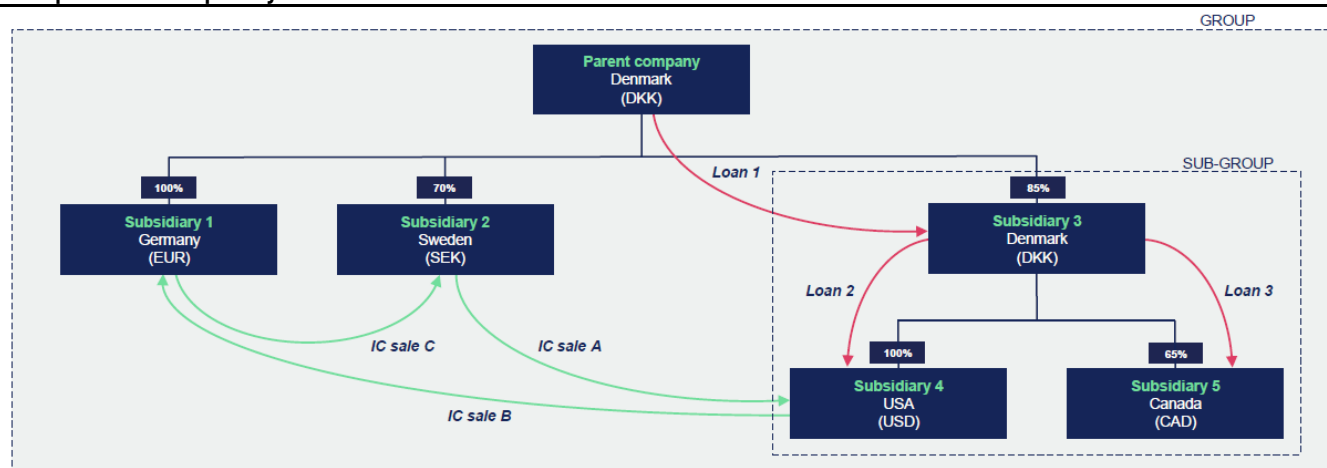 GROUP
Parent company
Denmark
(DKK)
Loan 1
SUB-GROUP
100%
70%
85%
Subsidiary 1
Germany
(EUR)
Subsidiary 2
Sweden
(SEK)
Subsidiary 3
Denmark
(DKK)
Loan 2
Loan 3
IC sale C
IC sale A
100%
65%
Subsidiary 4
USA
(USD)
Subsidiary 5
Canada
(CAD)
IC sale B